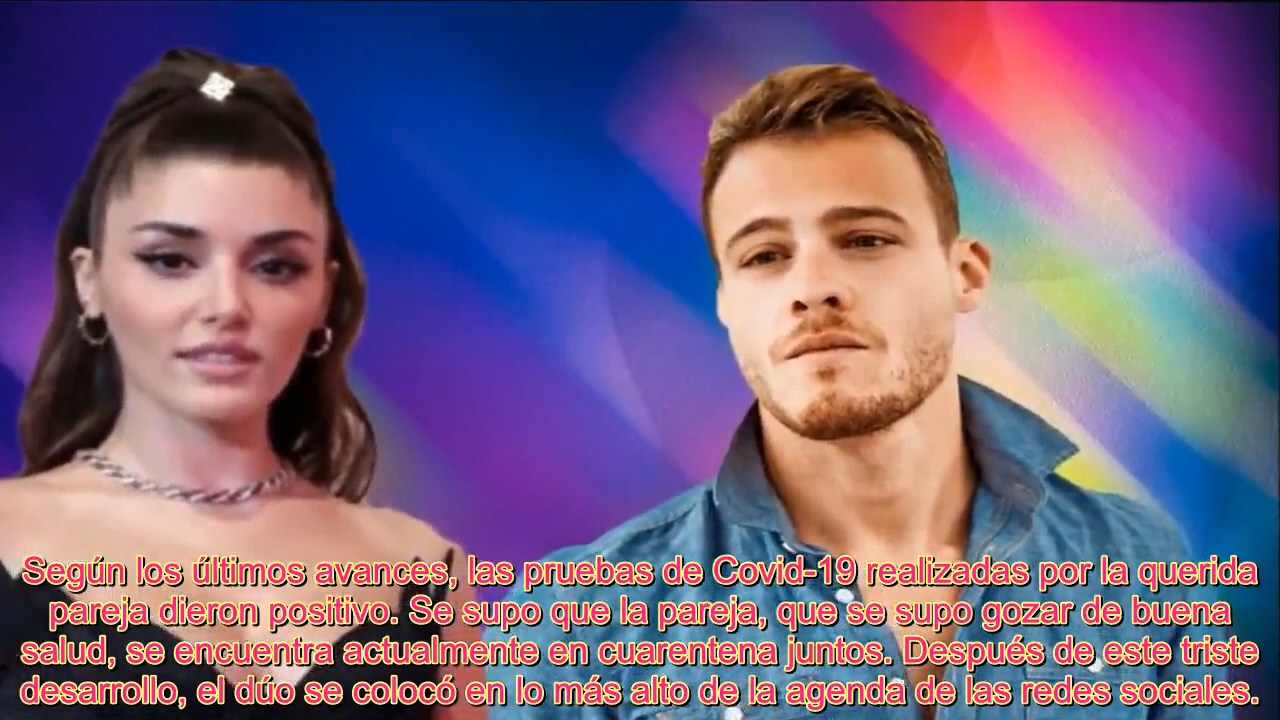 Según los últimos avances, las pruebas de Covid-19 realizadas por la querida
pareja dieron positivo. Se supo que la pareja, que se supo gozar de buena
salud, se encuentra actualmente en cuarentena juntos. Después de este triste
desarrollo, el dúo se colocó en lo más alto de la agenda de las redes sociales.